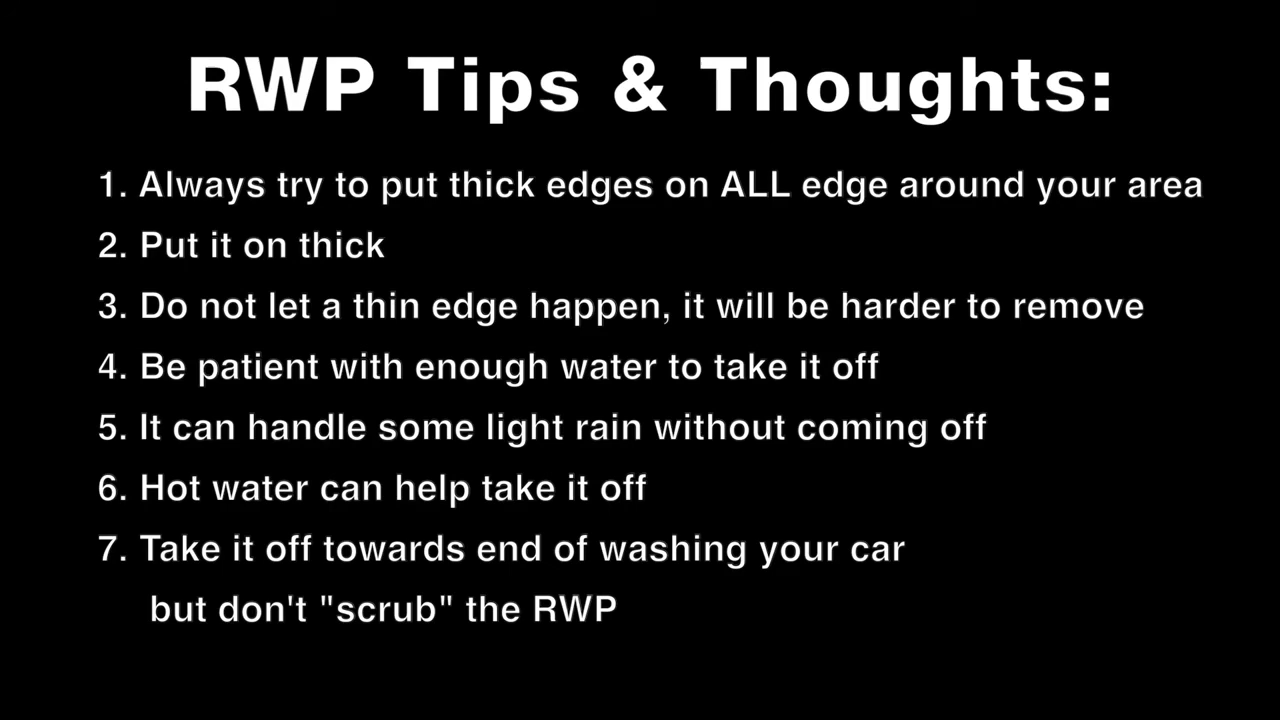 RWP Tips & Thoughts:
1. Always try to put thick edges on ALL edge around your area
2. Put it on thick
3. Do not let a thin edge happen, it will be harder to remove
4. Be patient with enough water to take it off
5. It can handle some light rain without coming off
6. Hot water can help take it off
7. Take it off towards end of washing your car
but don't "scrub" the RWP